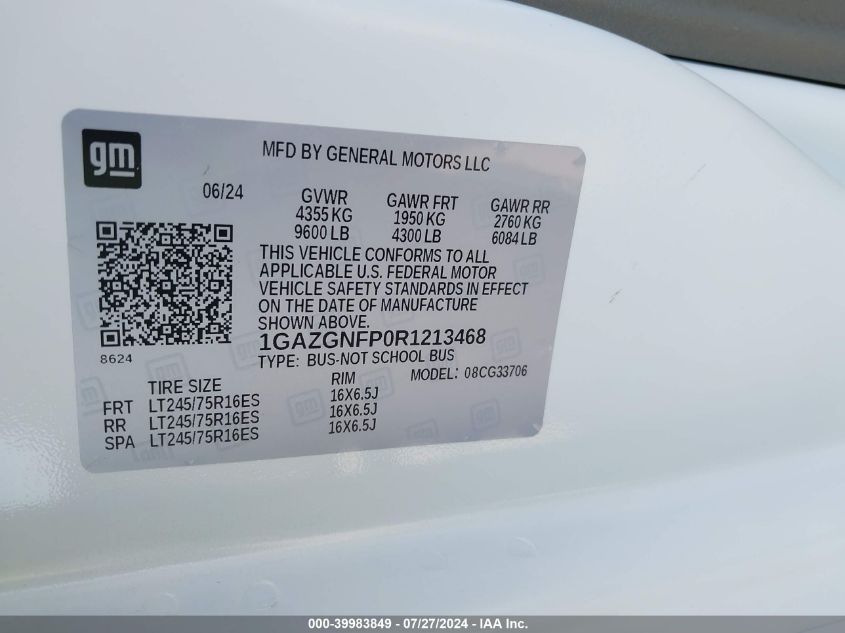 gm
MFD BY GENERAL MOTORS LLC
06/24
GVWR GAWR FRT GAWR RR
4355 KG 1950 KG 2760 KG
9600 LB 4300 LB 6084 LB
THIS VEHICLE CONFORMS TO ALL
APPLICABLE U.S. FEDERAL MOTOR
VEHICLE SAFETY STANDARDS IN EFFECT
ON THE DATE OF MANUFACTURE
SHOWN ABOVE.
8624
1GAZGNFP0R1213468
TYPE: BUS-NOT SCHOOL BUS
MODEL: 08CG33706
TIRE SIZE RIM
FRT LT245/75R16ES 16X6.5J
RR LT245/75R16ES 16X6.5J
SPA LT245/75R16ES 16X6.5J
000-39983849 - 07/27/2024 - IAA Inc.